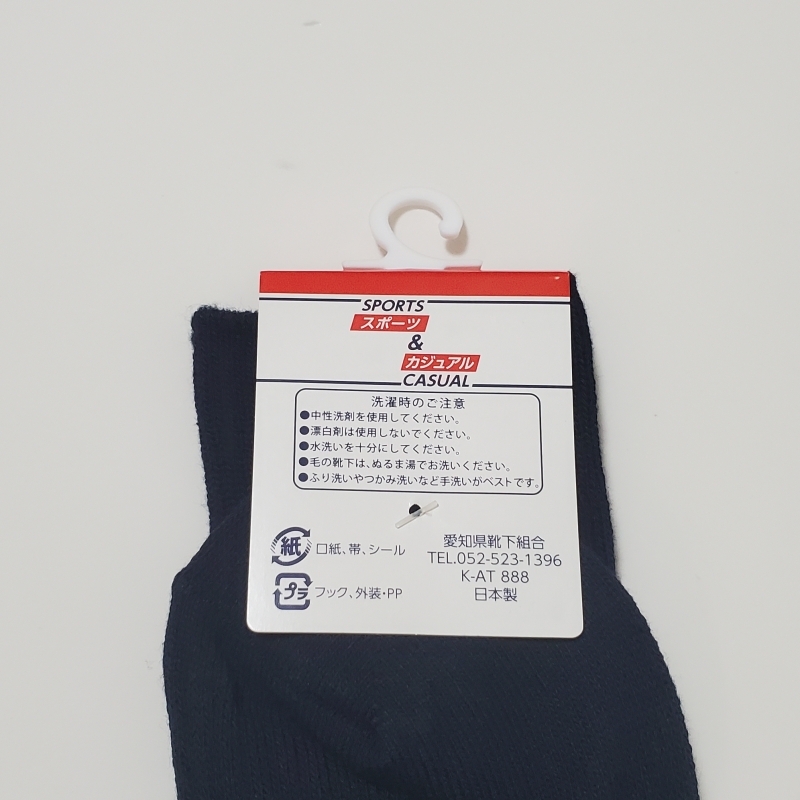 SPORTS
スポーツ
&
カジュアル
CASUAL
洗濯時のご注意
●中性洗剤を使用してください。
●漂白剤は使用しないでください。
●水洗いを十分にしてください。
●毛の靴下は、ぬるま湯でお洗いください。
●ふり洗いやつかみ洗いなど手洗いがベストです。
紙 口紙、帯、シール
プラ フック、外装・PP
愛知県靴下組合
TEL.052-523-1396
K-AT 888
日本製